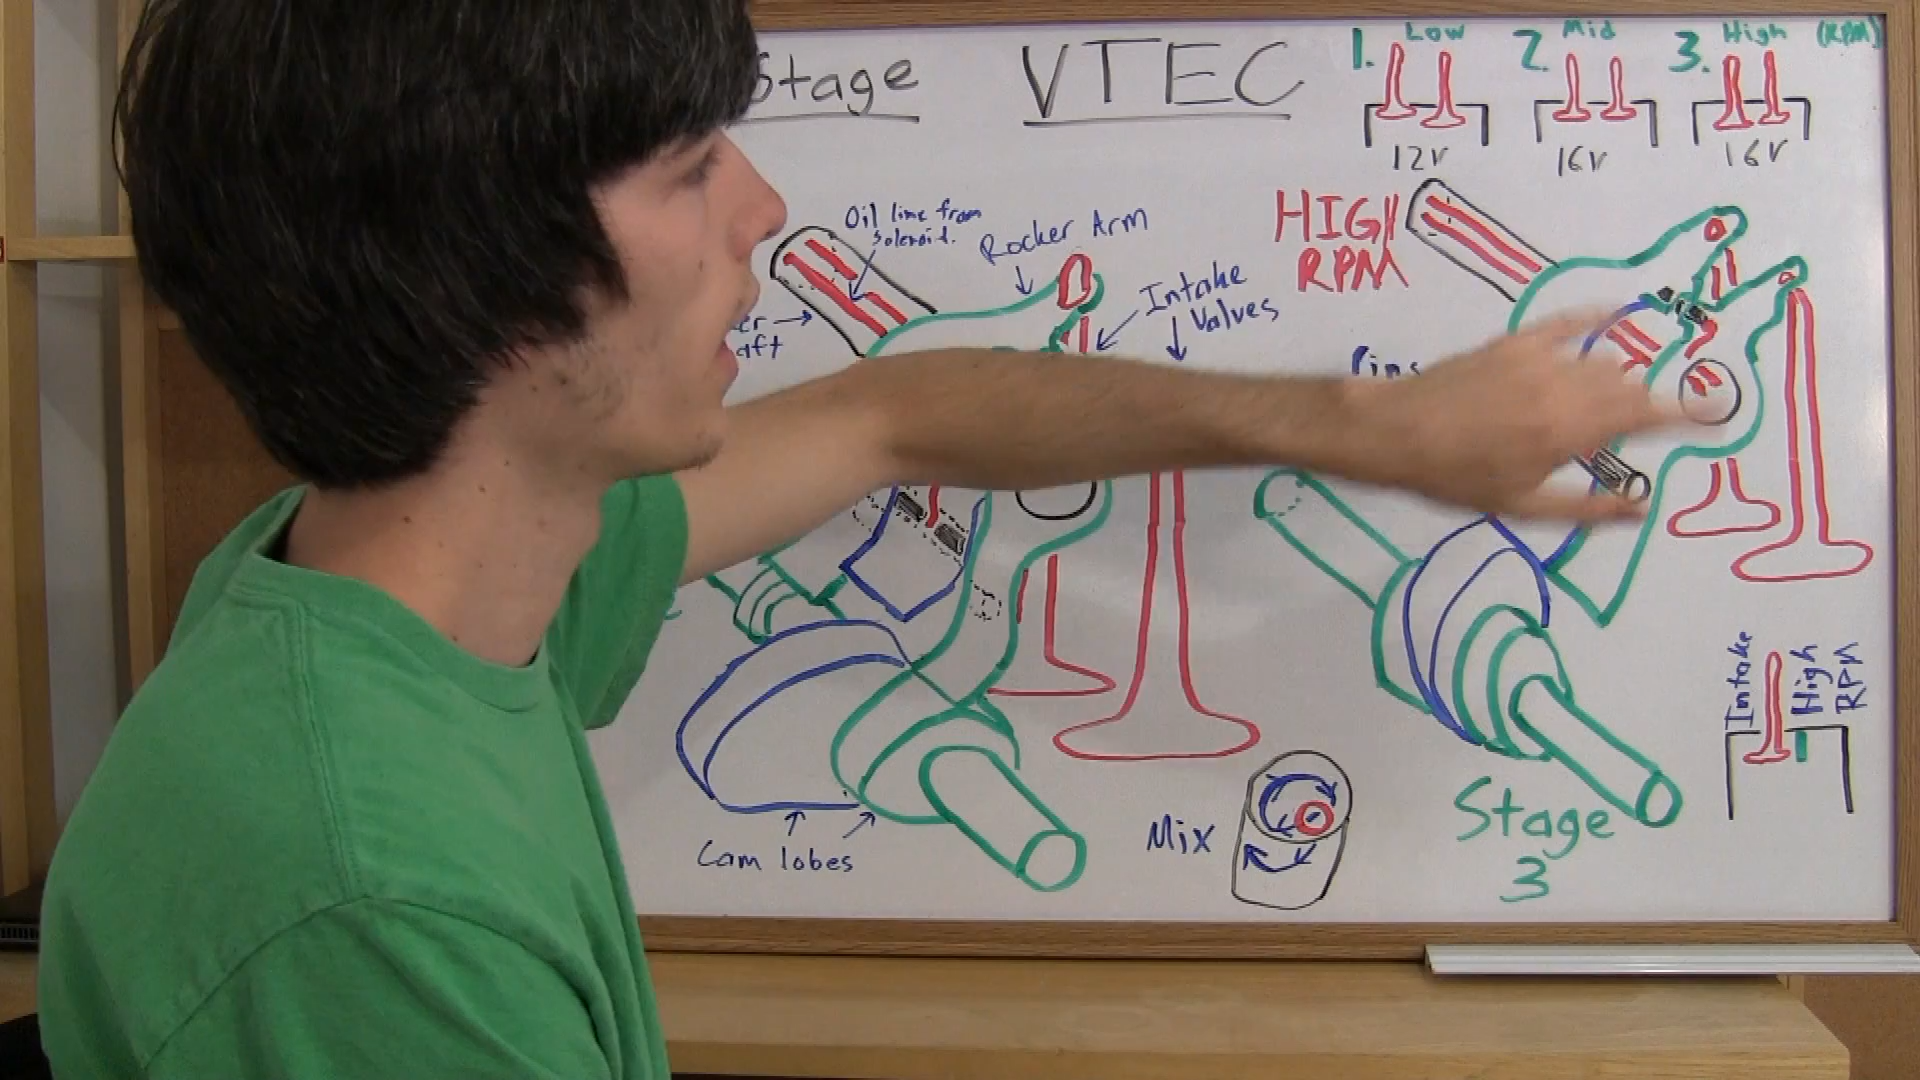 Stage VTEC
1. Low 2. Mid 3. High (RPM)
12V 16V 16V
Oil line from
Solenoid.
Rocker Arm
Intake
Valves
HIGH
RPM
Pins
Cam lobes
Mix
Stage
3
Intake
High
RPM